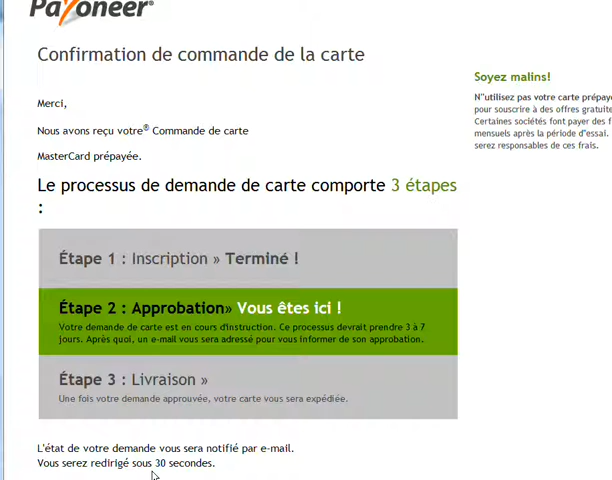 Payoneer®
Confirmation de commande de la carte
Merci,
Nous avons reçu votre® Commande de carte
MasterCard prépayée.
Le processus de demande de carte comporte 3 étapes
:
Étape 1 : Inscription » Terminé !
Étape 2 : Approbation» Vous êtes ici !
Votre demande de carte est en cours d'instruction. Ce processus devrait prendre 3 à 7
jours. Après quoi, un e-mail vous sera adressé pour vous informer de son approbation.
Étape 3 : Livraison »
Une fois votre demande approuvée, votre carte vous sera expédiée.
L'état de votre demande vous sera notifié par e-mail.
Vous serez redirigé sous 30 secondes.
Soyez malins!
N"utilisez pas votre carte prépayé
pour souscrire à des offres gratuite
Certaines sociétés font payer des f
mensuels après la période d"essai.
serez responsables de ces frais.